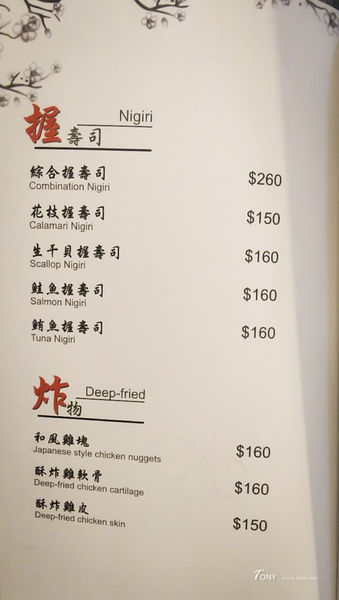 握壽司 Nigiri
綜合握壽司 $260
Combination Nigiri
花枝握壽司 $150
Calamari Nigiri
生干貝握壽司 $160
Scallop Nigiri
鮭魚握壽司 $160
Salmon Nigiri
鮪魚握壽司 $160
Tuna Nigiri
炸物 Deep-fried
和風雞塊 $160
Japanese style chicken nuggets
酥炸雞軟骨 $160
Deep-fried chicken cartilage
酥炸雞皮 $150
Deep-fried chicken skin
TONY